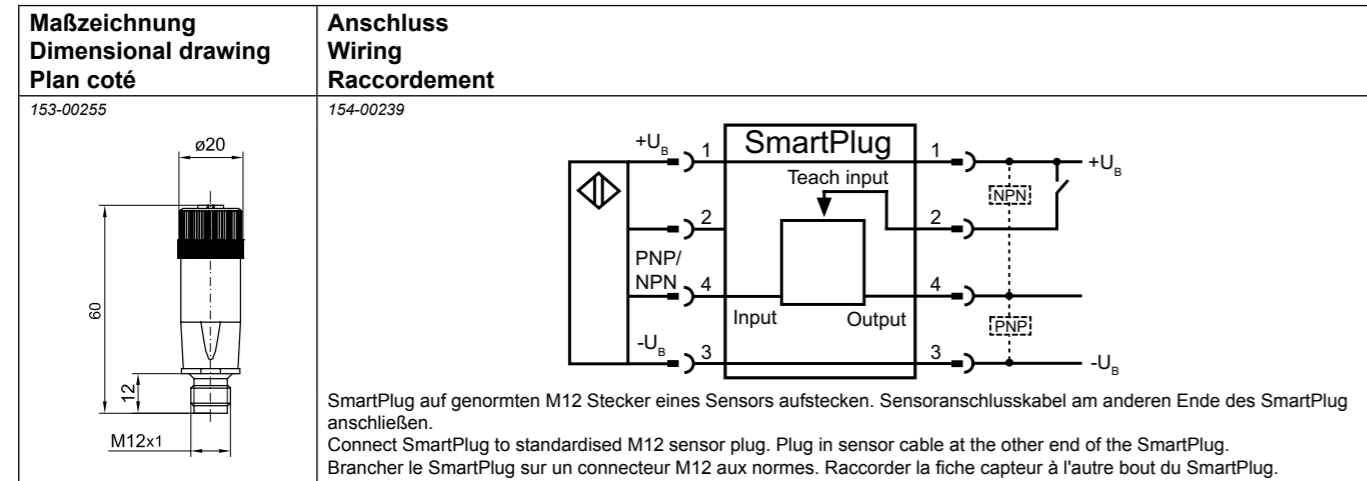 Maßzeichnung
Dimensional drawing
Plan coté
Anschluss
Wiring
Raccordement
153-00255
ø20
60
12
M12x1
154-00239
SmartPlug
+U_B
1
1
+U_B
Teach input
NPN
2
2
PNP/
NPN
4
4
Input
Output
PNP
-U_B
3
3
-U_B
SmartPlug auf genormten M12 Stecker eines Sensors aufstecken. Sensoranschlusskabel am anderen Ende des SmartPlug
anschließen.
Connect SmartPlug to standardised M12 sensor plug. Plug in sensor cable at the other end of the SmartPlug.
Brancher le SmartPlug sur un connecteur M12 aux normes. Raccorder la fiche capteur à l'autre bout du SmartPlug.